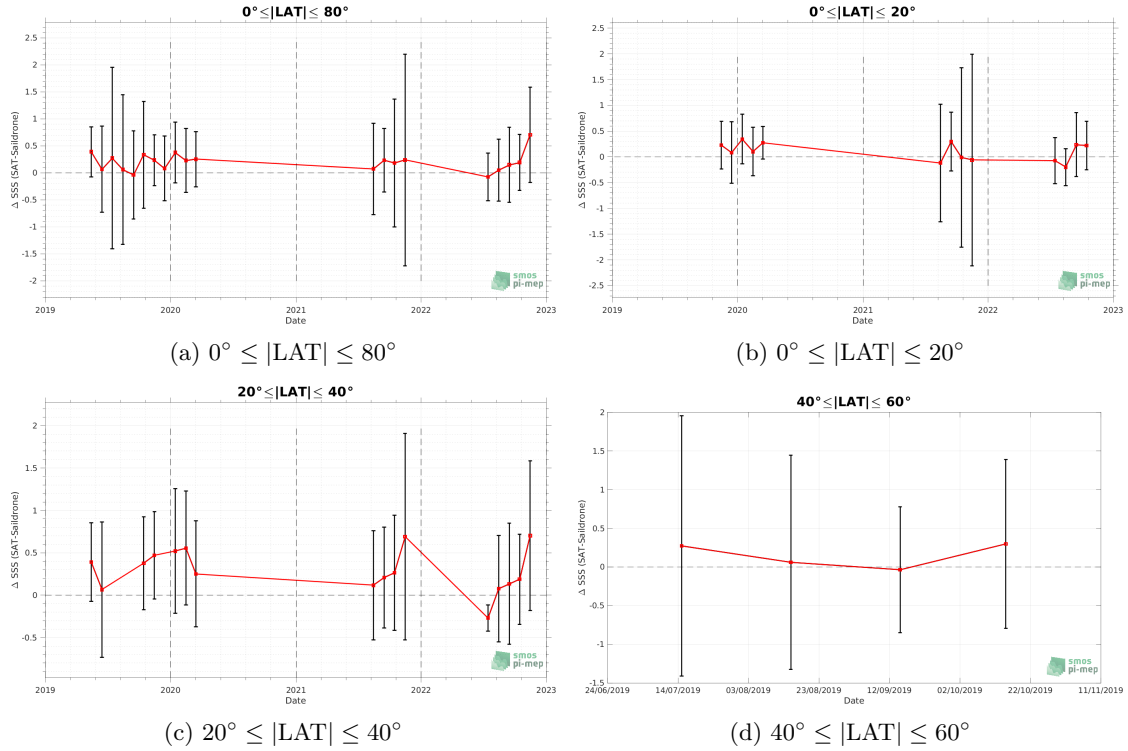 0°≤|LAT|≤ 80°
2.5
2
1.5
1
0.5
0
-0.5
-1
-1.5
-2
Δ SSS (SAT-Saildrone)
2019
2020
2021
2022
2023
Date
smos
pi-mep
(a) 0° ≤ |LAT| ≤ 80°
0°≤|LAT|≤ 20°
2.5
2
1.5
1
0.5
0
-0.5
-1
-1.5
-2
-2.5
Δ SSS (SAT-Saildrone)
2019
2020
2021
2022
2023
Date
smos
pi-mep
(b) 0° ≤ |LAT| ≤ 20°
20°≤|LAT|≤ 40°
2
1.5
1
0.5
0
-0.5
Δ SSS (SAT-Saildrone)
2019
2020
2021
2022
2023
Date
smos
pi-mep
(c) 20° ≤ |LAT| ≤ 40°
40°≤|LAT|≤ 60°
2
1.5
1
0.5
0
-0.5
-1
-1.5
Δ SSS (SAT-Saildrone)
24/06/2019
14/07/2019
03/08/2019
23/08/2019
12/09/2019
02/10/2019
22/10/2019
11/11/2019
Date
smos
pi-mep
(d) 40° ≤ |LAT| ≤ 60°